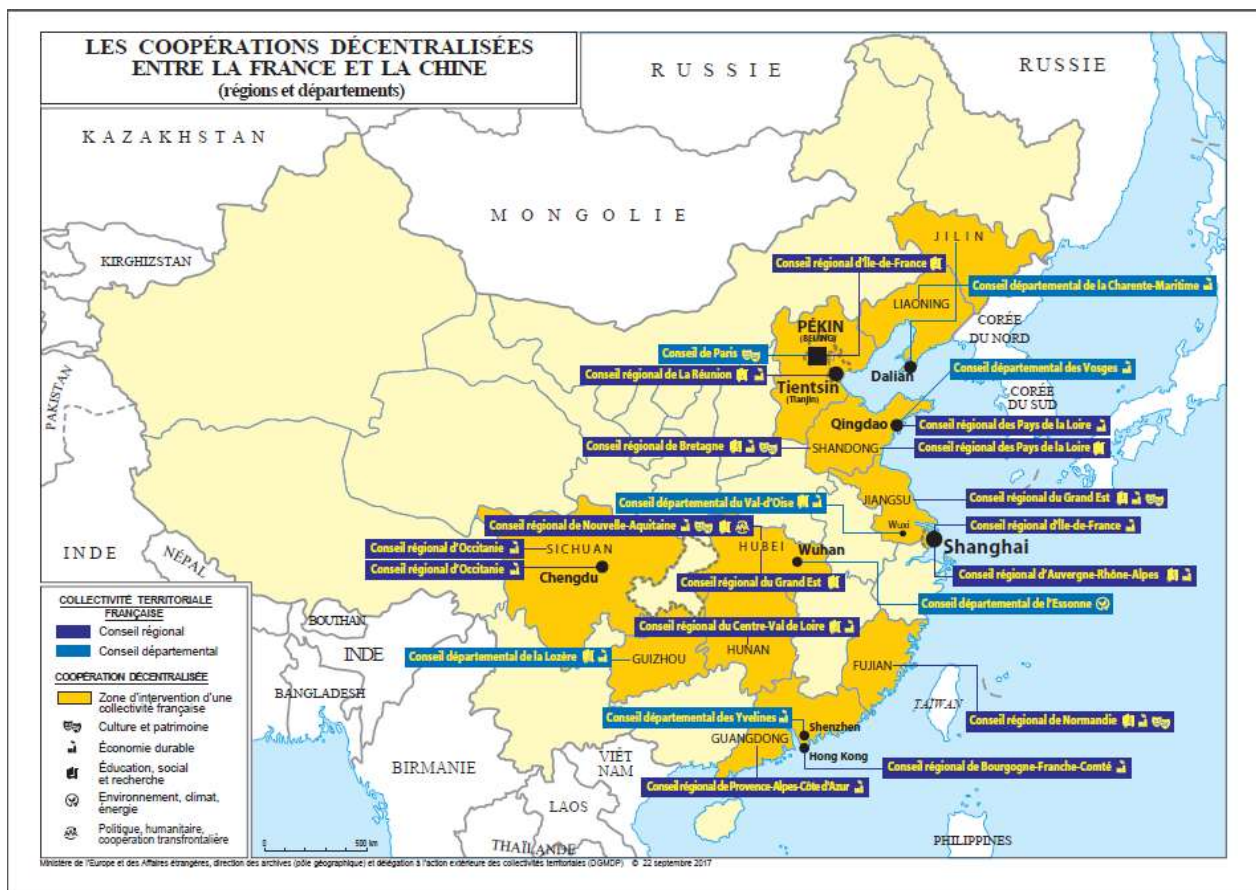 LES COOPÉRATIONS DÉCENTRALISÉES
ENTRE LA FRANCE ET LA CHINE
(régions et départements)
RUSSIE
RUSSIE
KAZAKHSTAN
MONGOLIE
KIRGHIZSTAN
JILIN
Conseil régional d'Île-de-France
Conseil départemental de la Charente-Maritime
LIAONING
CORÉE
DU NORD
PÉKIN
(BEIJING)
Conseil de Paris
Conseil régional de La Réunion
Tientsin
(Tianjin)
Dalian
Conseil départemental des Vosges
PAKISTAN
CORÉE
DU SUD
Qingdao
Conseil régional des Pays de la Loire
Conseil régional de Bretagne
SHANDONG
Conseil régional des Pays de la Loire
JIANGSU
Conseil régional du Grand Est
Conseil départemental du Val-d'Oise
Wuxi
Conseil régional d'Île-de-France
Conseil régional de Nouvelle-Aquitaine
Shanghai
INDE
NÉPAL
Conseil régional d'Occitanie
SICHUAN
HUBEI
Wuhan
Conseil régional d'Occitanie
Chengdu
Conseil régional du Grand Est
Conseil régional d'Auvergne-Rhône-Alpes
Conseil départemental de l'Essonne
BOUTHAN
Conseil régional du Centre-Val de Loire
INDE
HUNAN
Conseil départemental de la Lozère
GUIZHOU
FUJIAN
BANGLADESH
TAIWAN
Conseil départemental des Yvelines
Conseil régional de Normandie
Shenzhen
GUANGDONG
Hong Kong
VIÊT
NAM
BIRMANIE
Conseil régional de Bourgogne-Franche-Comté
Conseil régional de Provence-Alpes-Côte d'Azur
LAOS
THAÏLANDE
PHILIPPINES
COLLECTIVITÉ TERRITORIALE
FRANÇAISE
Conseil régional
Conseil départemental
COOPÉRATION DÉCENTRALISÉE
Zone d'intervention d'une
collectivité française
Culture et patrimoine
Économie durable
Éducation, social
et recherche
Environnement, climat,
énergie
Politique, humanitaire,
coopération transfrontalière
0 500 km
Ministère de l'Europe et des Affaires étrangères, direction des archives (pôle géographique) et délégation à l'action extérieure des collectivités territoriales (DGMDP) © 22 septembre 2017